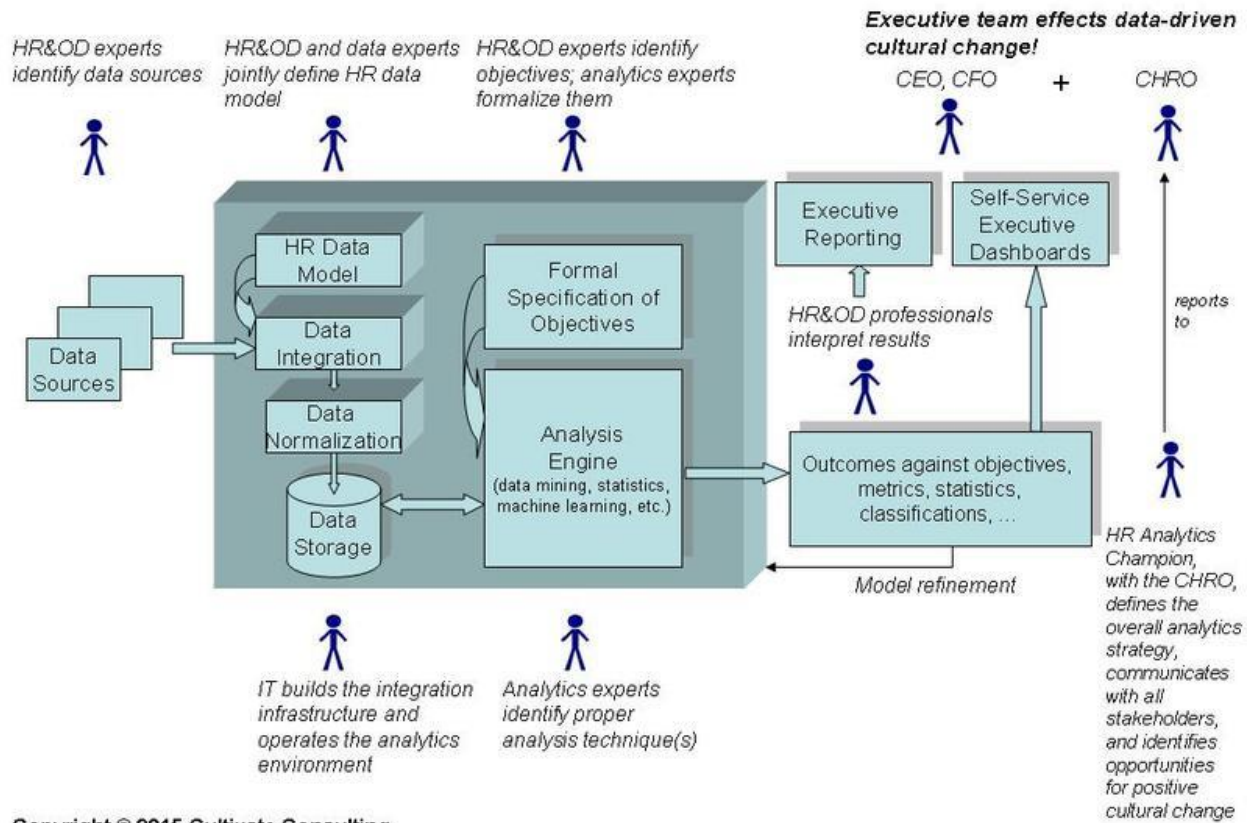 Executive team effects data-driven
cultural change!
HR&OD experts
identify data sources
HR&OD and data experts
jointly define HR data
model
HR&OD experts identify
objectives; analytics experts
formalize them
CEO, CFO
+
CHRO
HR Data
Model
Data
Integration
Data
Normalization
Data
Storage
Data
Sources
Formal
Specification of
Objectives
Analysis
Engine
(data mining, statistics,
machine learning, etc.)
Executive
Reporting
Self-Service
Executive
Dashboards
HR&OD professionals
interpret results
reports
to
Outcomes against objectives,
metrics, statistics,
classifications, ...
Model refinement
HR Analytics
Champion,
with the CHRO,
defines the
overall analytics
strategy,
communicates
with all
stakeholders,
and identifies
opportunities
for positive
cultural change
IT builds the integration
infrastructure and
operates the analytics
environment
Analytics experts
identify proper
analysis technique(s)
Copyright © 2015 Cultivate Consulting